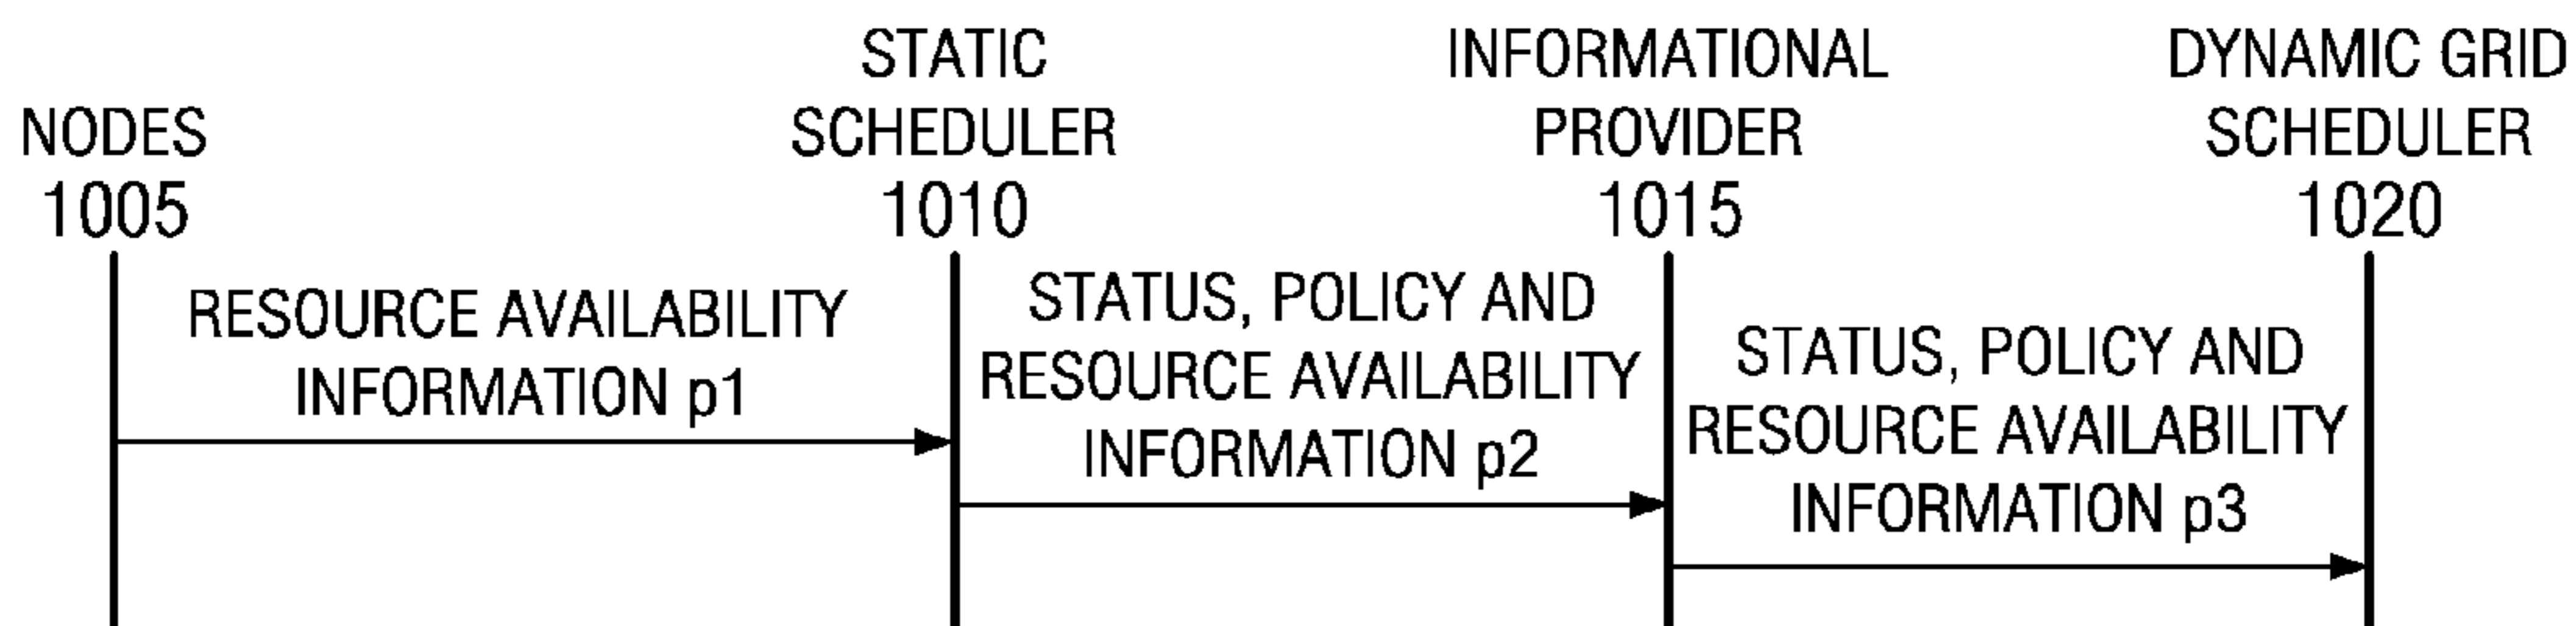 NODES
1005
STATIC
SCHEDULER
1010
INFORMATIONAL
PROVIDER
1015
DYNAMIC GRID
SCHEDULER
1020
RESOURCE AVAILABILITY
INFORMATION p1
STATUS, POLICY AND
RESOURCE AVAILABILITY
INFORMATION p2
STATUS, POLICY AND
RESOURCE AVAILABILITY
INFORMATION p3